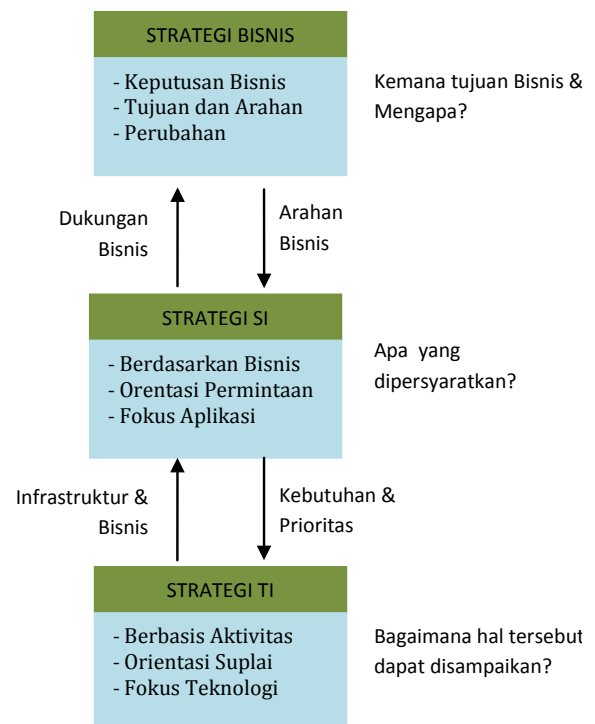 STRATEGI BISNIS
- Keputusan Bisnis
- Tujuan dan Arahan
- Perubahan
Kemana tujuan Bisnis &
Mengapa?
Dukungan
Bisnis
Arahan
Bisnis
STRATEGI SI
- Berdasarkan Bisnis
- Orentasi Permintaan
- Fokus Aplikasi
Apa yang
dipersyaratkan?
Infrastruktur &
Bisnis
Kebutuhan &
Prioritas
STRATEGI TI
- Berbasis Aktivitas
- Orientasi Suplai
- Fokus Teknologi
Bagaimana hal tersebut
dapat disampaikan?